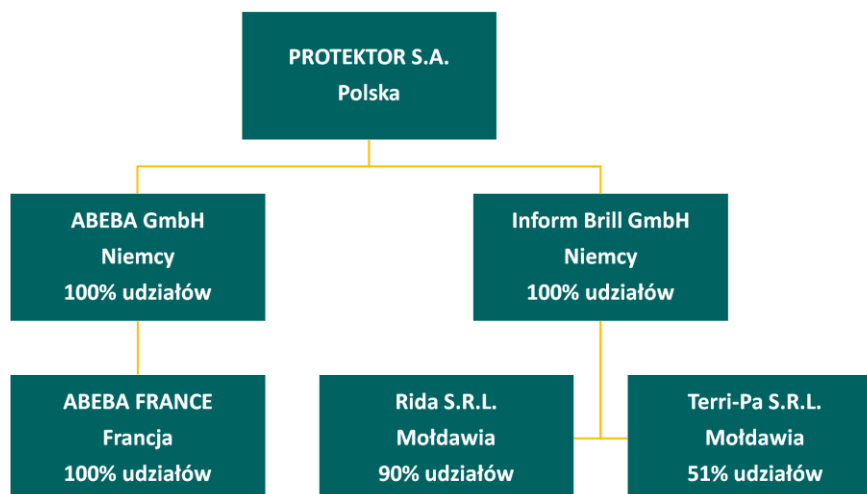 PROTEKTOR S.A.
Polska
ABEBA GmbH
Niemcy
100% udziałów
Inform Brill GmbH
Niemcy
100% udziałów
ABEBA FRANCE
Francja
100% udziałów
Rida S.R.L.
Mołdawia
90% udziałów
Terri-Pa S.R.L.
Mołdawia
51% udziałów